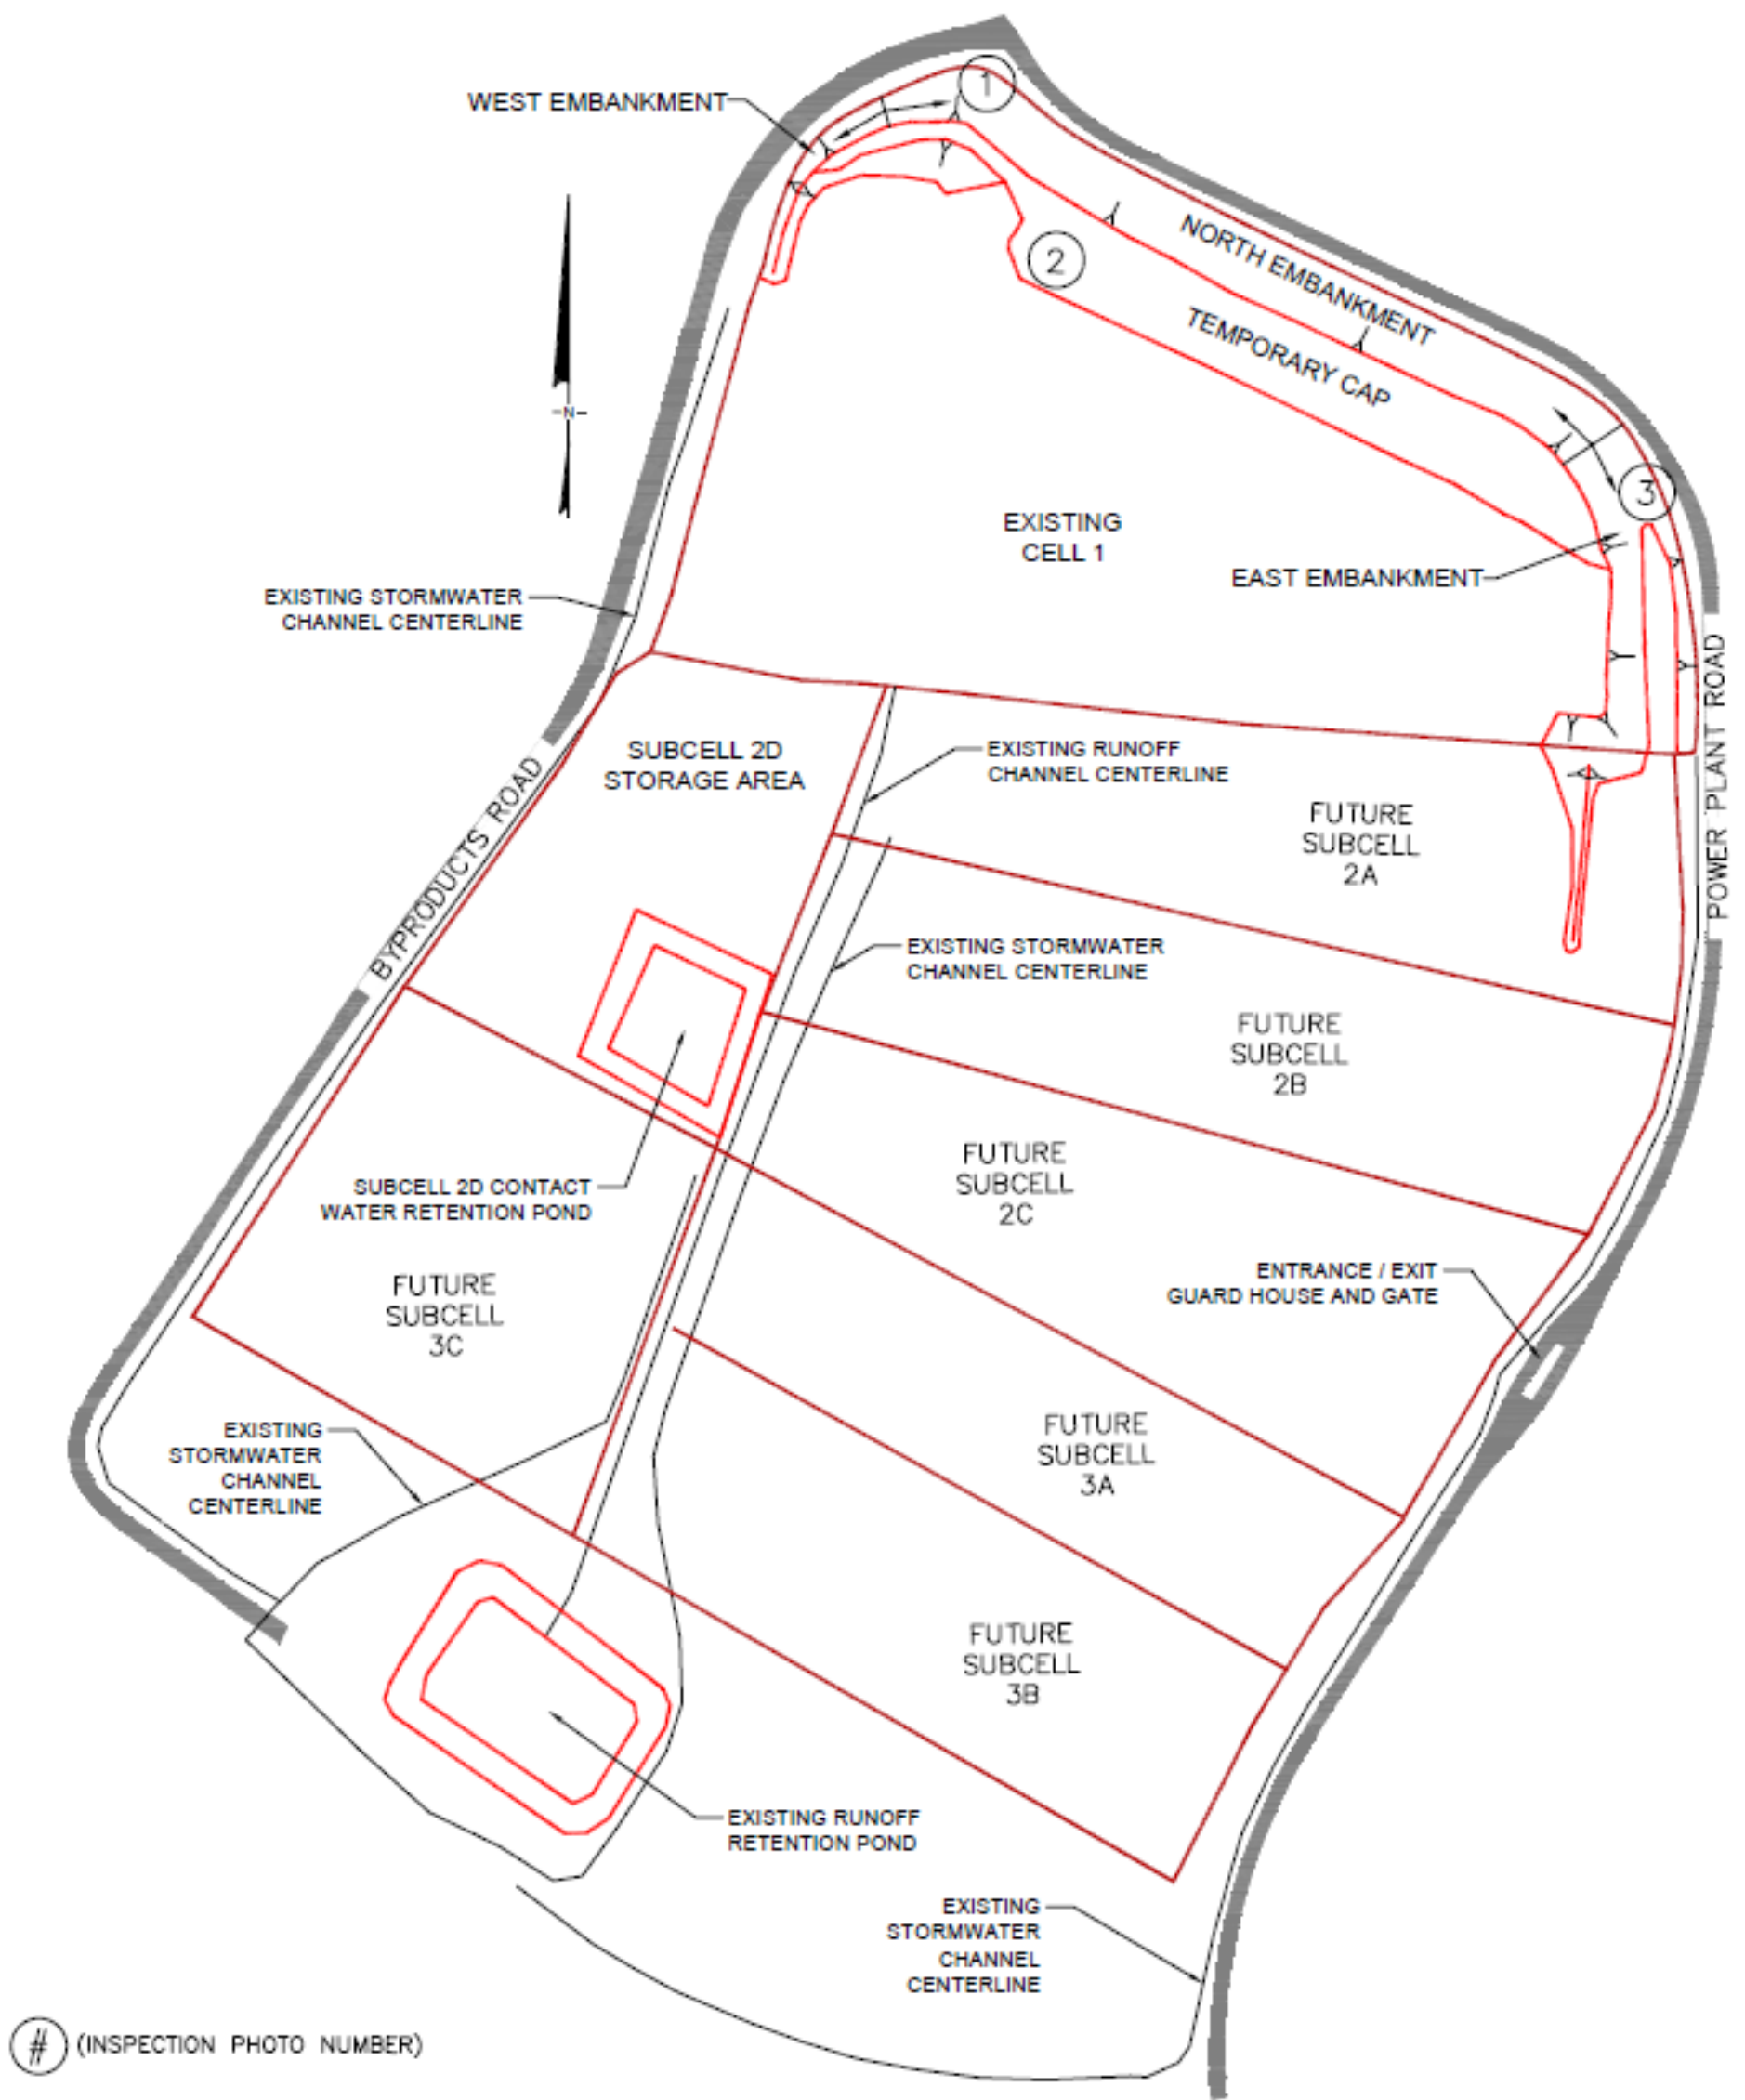 WEST EMBANKMENT
1
2
NORTH EMBANKMENT
TEMPORARY CAP
-N-
3
EXISTING
CELL 1
EAST EMBANKMENT
EXISTING STORMWATER
CHANNEL CENTERLINE
POWER PLANT ROAD
SUBCELL 2D
STORAGE AREA
EXISTING RUNOFF
CHANNEL CENTERLINE
FUTURE
SUBCELL
2A
BYPRODUCTS ROAD
EXISTING STORMWATER
CHANNEL CENTERLINE
FUTURE
SUBCELL
2B
SUBCELL 2D CONTACT
WATER RETENTION POND
FUTURE
SUBCELL
2C
ENTRANCE / EXIT
GUARD HOUSE AND GATE
FUTURE
SUBCELL
3C
EXISTING
STORMWATER
CHANNEL
CENTERLINE
FUTURE
SUBCELL
3A
FUTURE
SUBCELL
3B
EXISTING RUNOFF
RETENTION POND
EXISTING
STORMWATER
CHANNEL
CENTERLINE
# (INSPECTION PHOTO NUMBER)